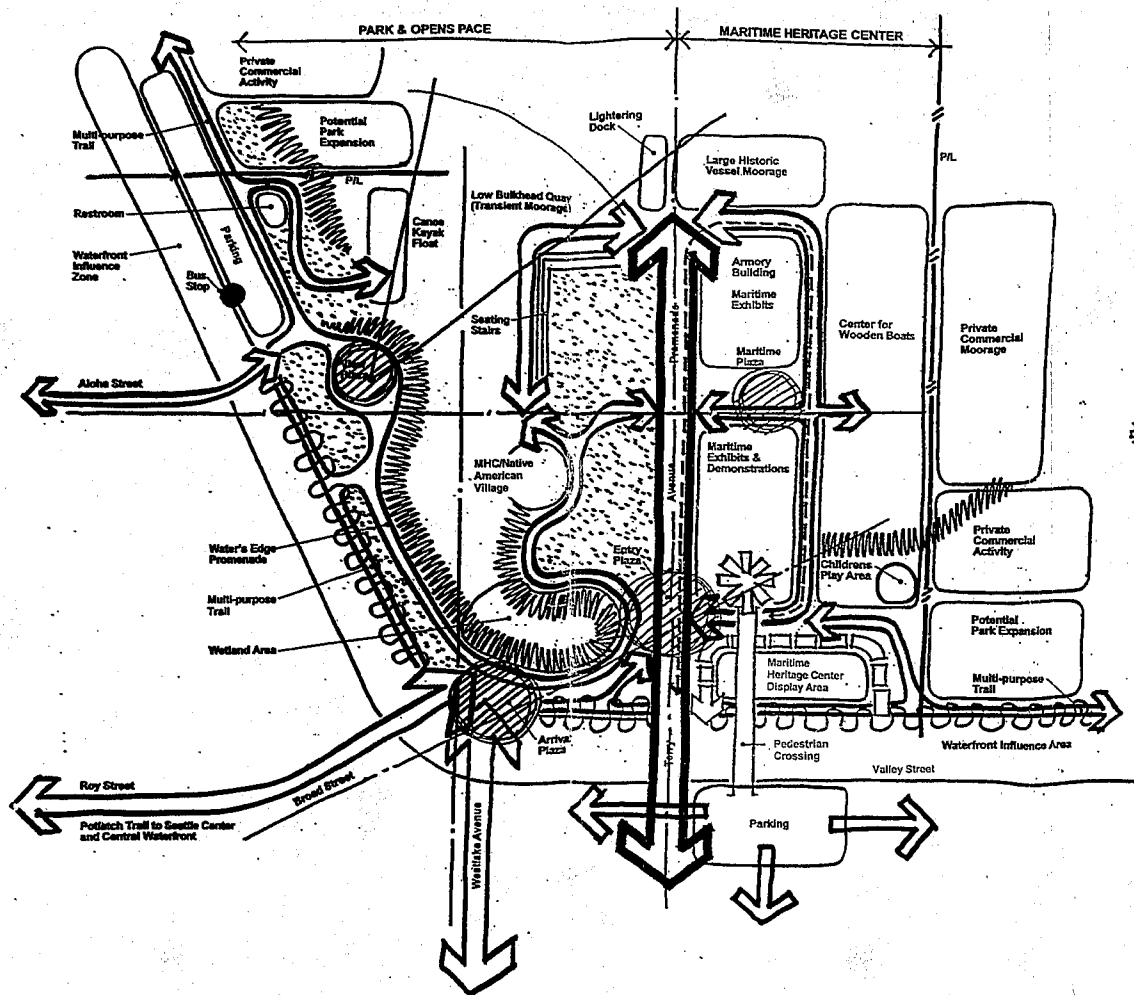 PARK & OPENS PACE
MARITIME HERITAGE CENTER
Private
Commercial
Activity
Multi-purpose
Trail
Potential
Park
Expansion
P/L
Restroom
Waterfront
Influence
Zone
Parking
Bus
Stop
Canoe
Kayak
Float
Low Bulkhead Quay
(Transient Moorage)
Lightering
Dock
Large Historic
Vessel Moorage
P/L
Armory
Building
Maritime
Exhibits
Promenade
Seating
Stairs
Center for
Wooden Boats
Private
Commercial
Moorage
Maritime
Plaza
Aloha Street
MHC/Native
American
Village
Maritime
Exhibits &
Demonstrations
Avenue
Water's Edge
Promenade
Entry
Plaza
Private
Commercial
Activity
Childrens
Play Area
Multi-purpose
Trail
Wetland Area
Potential
Park Expansion
Maritime
Heritage Center
Display Area
Multi-purpose
Trail
Arrival
Plaza
Terry
Pedestrian
Crossing
Waterfront Influence Area
Valley Street
Roy Street
Broad Street
Potlatch Trail to Seattle Center
and Central Waterfront
Westlake Avenue
Parking